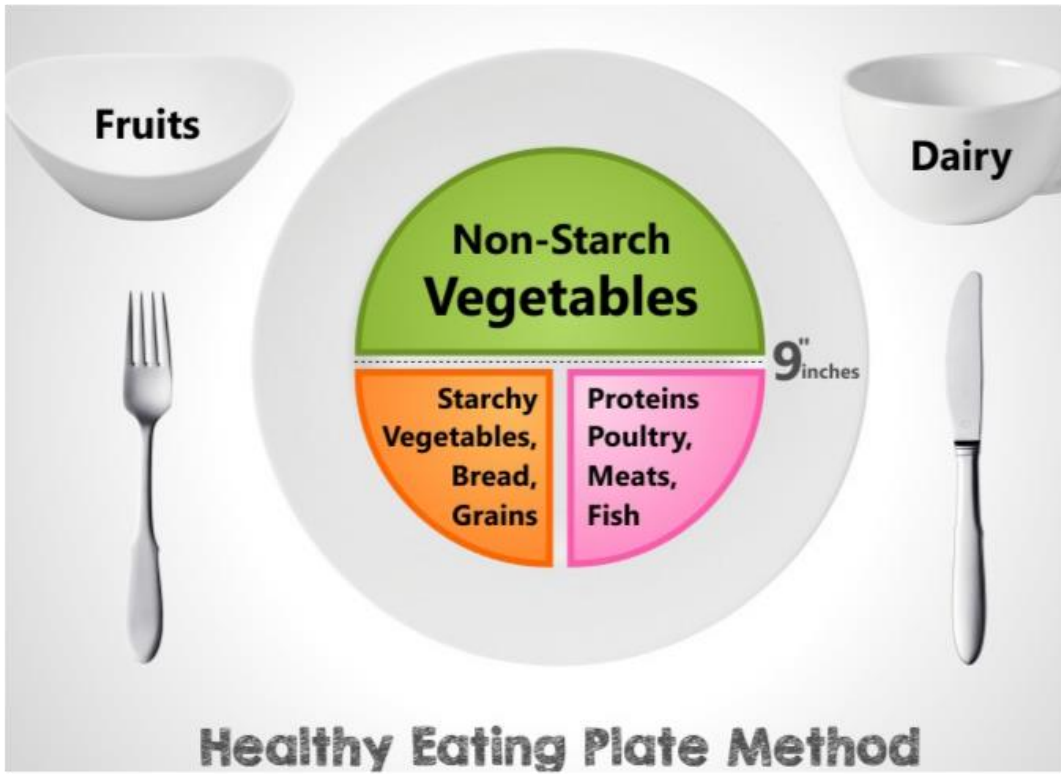 Fruits
Dairy
Non-Starch
Vegetables
9"
inches
Starchy
Vegetables,
Bread,
Grains
Proteins
Poultry,
Meats,
Fish
Healthy Eating Plate Method